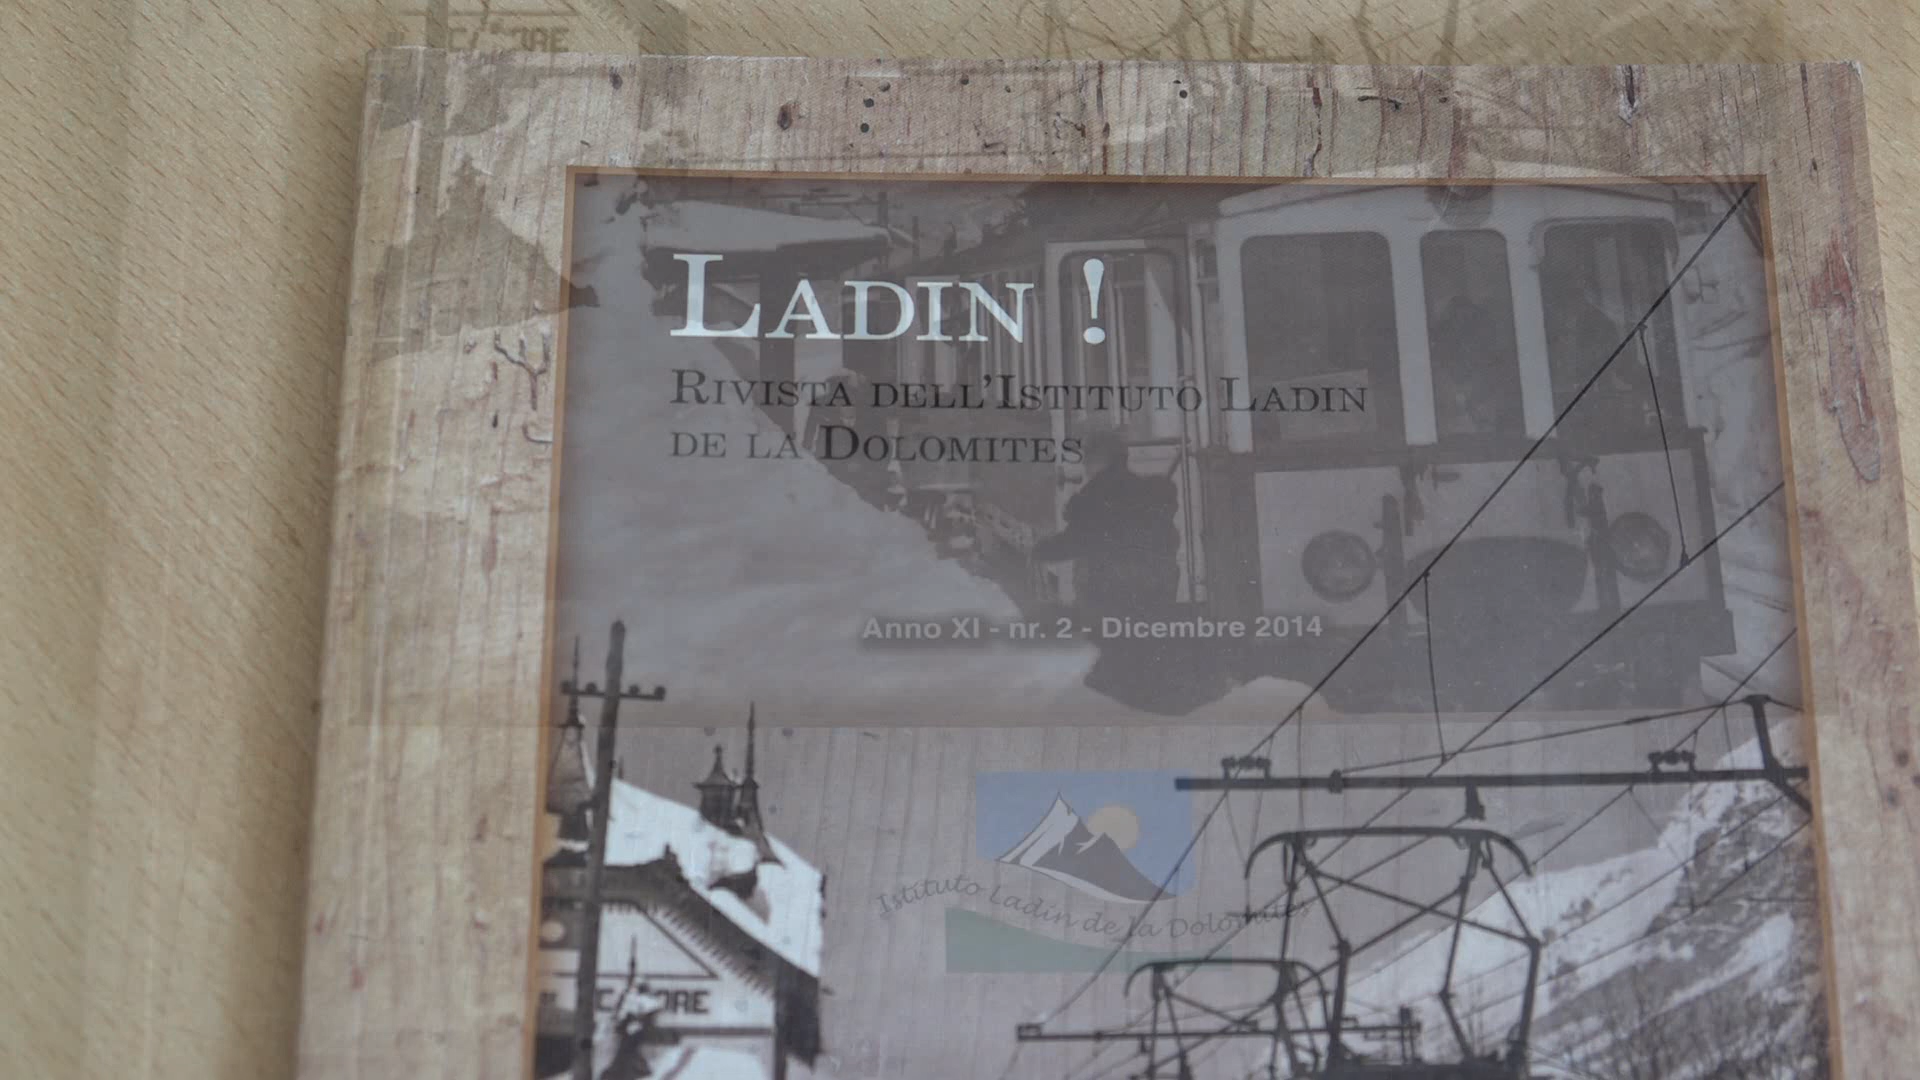 LADIN !
RIVISTA DELL'ISTITUTO LADIN
DE LA DOLOMITES
Anno XI - nr. 2 - Dicembre 2014
Istituto Ladin de la Dolomites